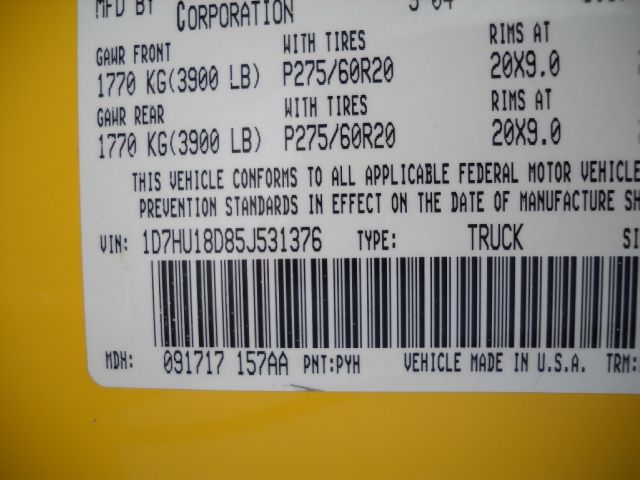 MFD BY CORPORATION
GAWR FRONT WITH TIRES RIMS AT
1770 KG(3900 LB) P275/60R20 20X9.0
GAWR REAR WITH TIRES RIMS AT
1770 KG(3900 LB) P275/60R20 20X9.0
THIS VEHICLE CONFORMS TO ALL APPLICABLE FEDERAL MOTOR VEHICLE
PREVENTION STANDARDS IN EFFECT ON THE DATE OF MANUFACTURE SH
VIN: 1D7HU18D85J531376 TYPE: TRUCK SI
MDH: 091717 157AA PNT:PYH VEHICLE MADE IN U.S.A. TRM: